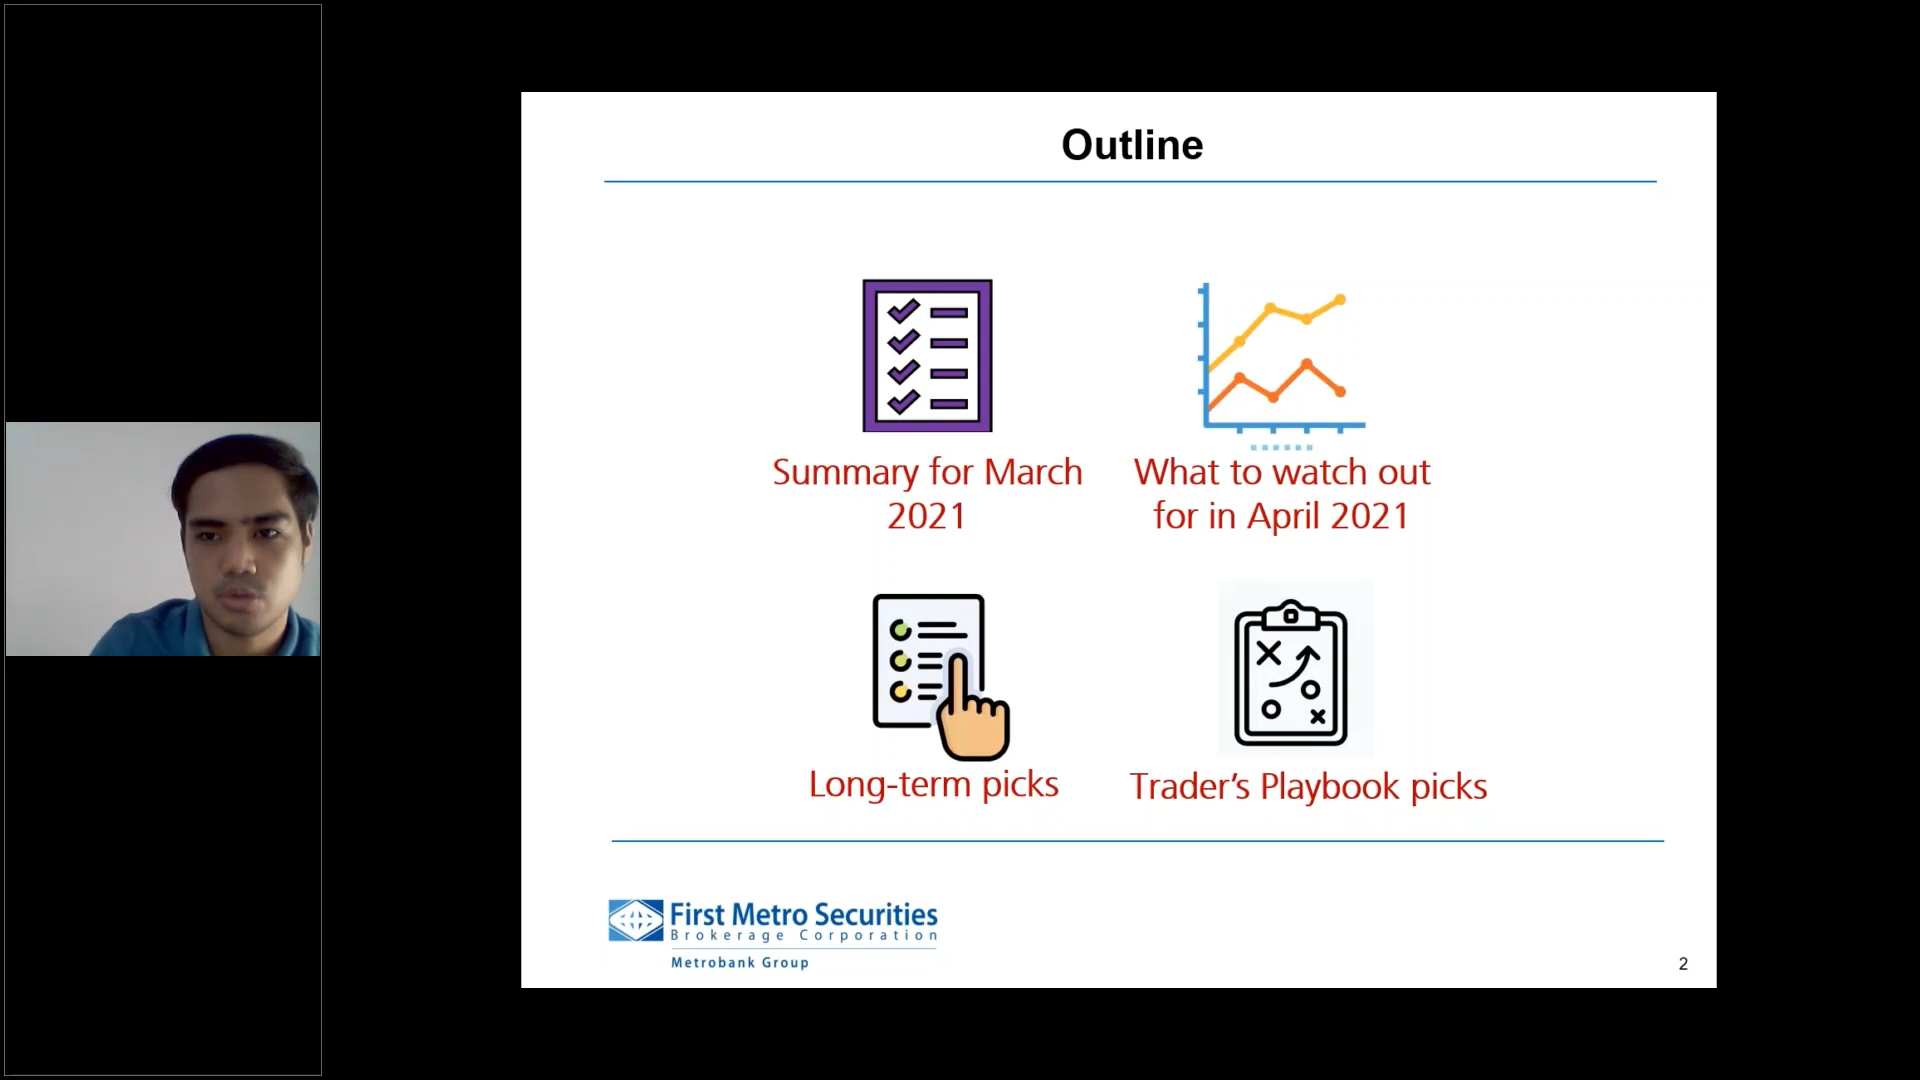 Outline
Summary for March
2021
What to watch out
for in April 2021
Long-term picks
Trader’s Playbook picks
First Metro Securities
Brokerage Corporation
Metrobank Group
2